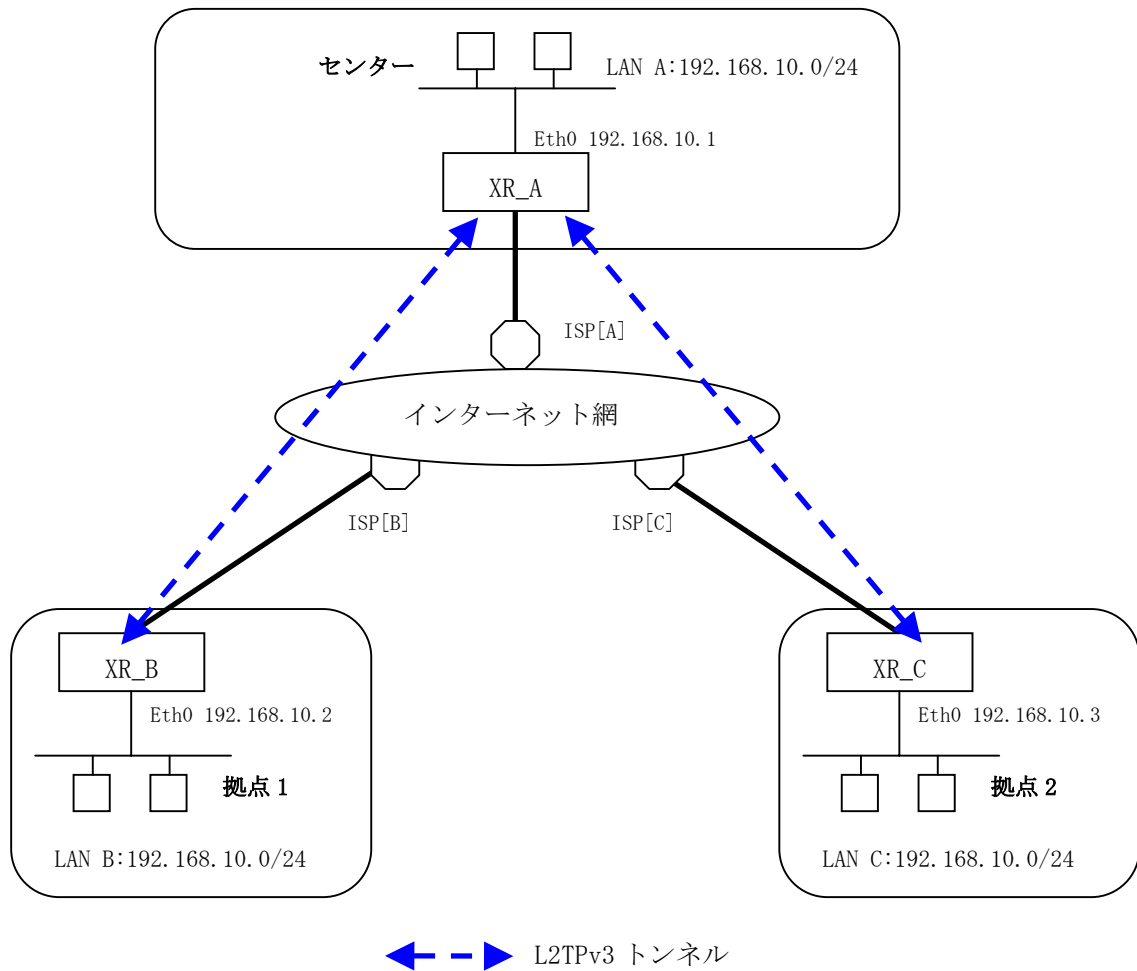 センター
LAN A:192.168.10.0/24
Eth0 192.168.10.1
XR_A
ISP[A]
インターネット網
ISP[B]
ISP[C]
XR_B
XR_C
Eth0 192.168.10.2
Eth0 192.168.10.3
拠点1
拠点2
LAN B:192.168.10.0/24
LAN C:192.168.10.0/24
L2TPv3 トンネル